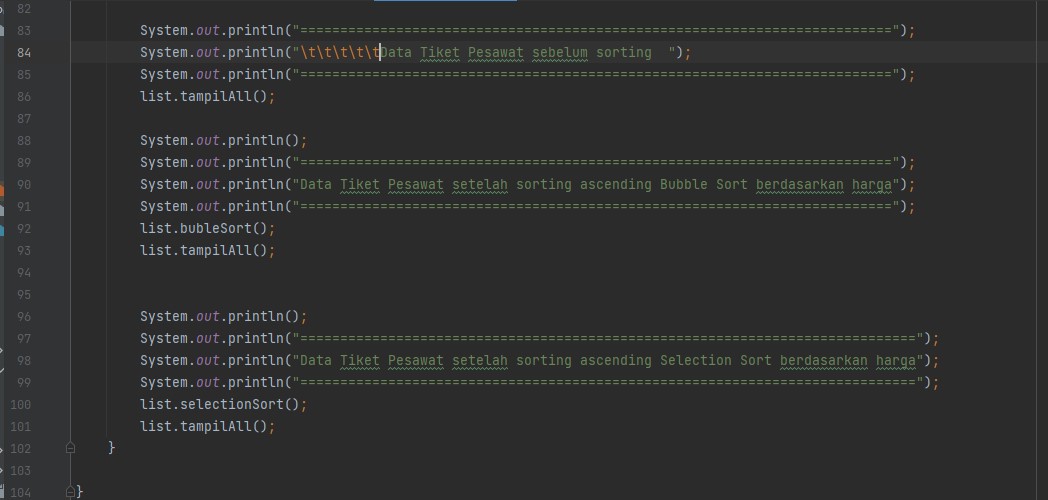 82
83 System.out.println("==========================================================================");
84 System.out.println("\t\t\t\t\tData Tiket Pesawat sebelum sorting  ");
85 System.out.println("==========================================================================");
86 list.tampilAll();
87
88 System.out.println();
89 System.out.println("==========================================================================");
90 System.out.println("Data Tiket Pesawat setelah sorting ascending Bubble Sort berdasarkan harga");
91 System.out.println("==========================================================================");
92 list.bubleSort();
93 list.tampilAll();
94
95
96 System.out.println();
97 System.out.println("=============================================================================");
98 System.out.println("Data Tiket Pesawat setelah sorting ascending Selection Sort berdasarkan harga");
99 System.out.println("=============================================================================");
100 list.selectionSort();
101 list.tampilAll();
102 }
103
104 }